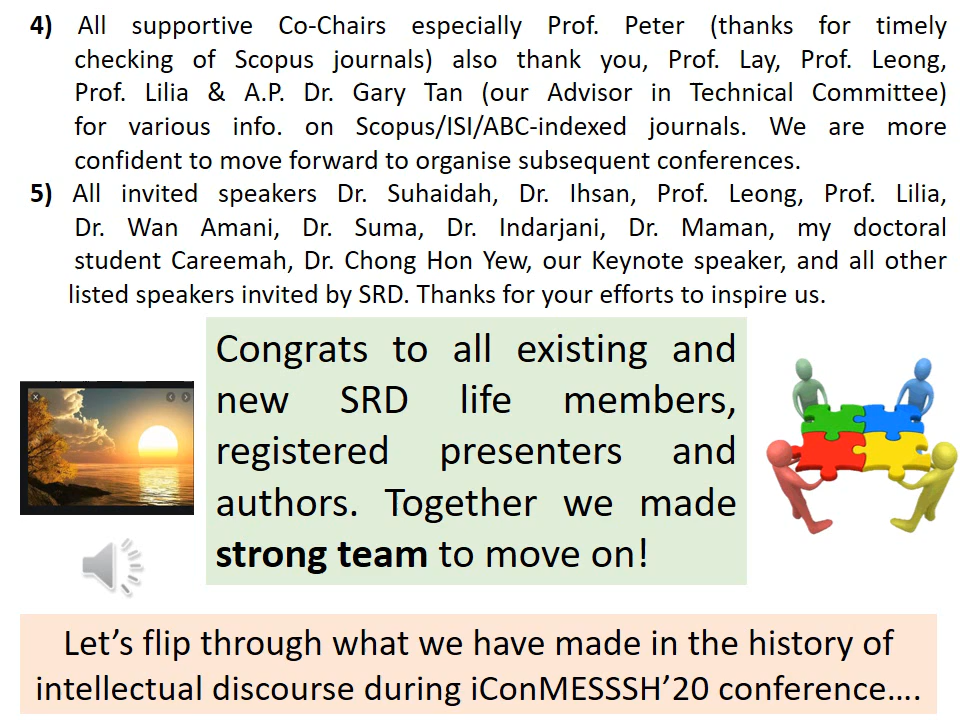 4) All supportive Co-Chairs especially Prof. Peter (thanks for timely
checking of Scopus journals) also thank you, Prof. Lay, Prof. Leong,
Prof. Lilia & A.P. Dr. Gary Tan (our Advisor in Technical Committee)
for various info. on Scopus/ISI/ABC-indexed journals. We are more
confident to move forward to organise subsequent conferences.
5) All invited speakers Dr. Suhaidah, Dr. Ihsan, Prof. Leong, Prof. Lilia,
Dr. Wan Amani, Dr. Suma, Dr. Indarjani, Dr. Maman, my doctoral
student Careemah, Dr. Chong Hon Yew, our Keynote speaker, and all other
listed speakers invited by SRD. Thanks for your efforts to inspire us.
Congrats to all existing and
new SRD life members,
registered presenters and
authors. Together we made
strong team to move on!
Let’s flip through what we have made in the history of
intellectual discourse during iConMESSSH’20 conference….